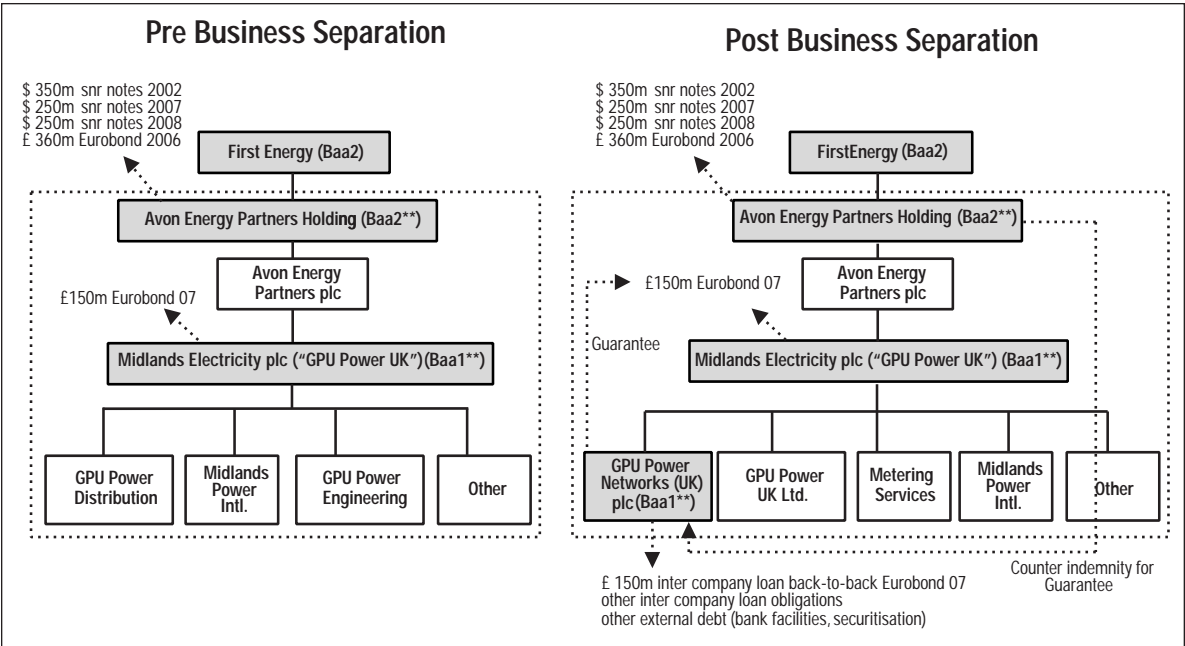 Pre Business Separation
$ 350m snr notes 2002
$ 250m snr notes 2007
$ 250m snr notes 2008
£ 360m Eurobond 2006
First Energy (Baa2)
Avon Energy Partners Holding (Baa2**)
Avon Energy
Partners plc
£150m Eurobond 07
Midlands Electricity plc ("GPU Power UK")(Baa1**)
GPU Power
Distribution
Midlands
Power
Intl.
GPU Power
Engineering
Other
Post Business Separation
$ 350m snr notes 2002
$ 250m snr notes 2007
$ 250m snr notes 2008
£ 360m Eurobond 2006
FirstEnergy (Baa2)
Avon Energy Partners Holding (Baa2**)
Avon Energy
Partners plc
£150m Eurobond 07
Guarantee
Midlands Electricity plc ("GPU Power UK") (Baa1**)
GPU Power
Networks (UK)
plc(Baa1**)
GPU Power
UK Ltd.
Metering
Services
Midlands
Power
Intl.
Other
Counter indemnity for
Guarantee
£ 150m inter company loan back-to-back Eurobond 07
other inter company loan obligations
other external debt (bank facilities, securitisation)